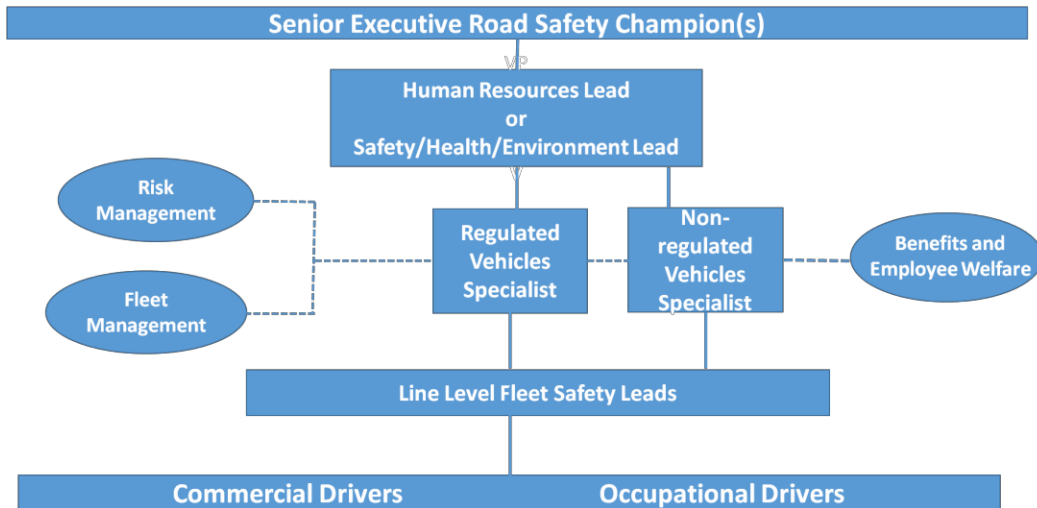 Senior Executive Road Safety Champion(s)
VP
Human Resources Lead
or
Safety/Health/Environment Lead
Risk
Management
Regulated
Vehicles
Specialist
Non-
regulated
Vehicles
Specialist
Benefits and
Employee Welfare
Fleet
Management
Line Level Fleet Safety Leads
Commercial Drivers
Occupational Drivers